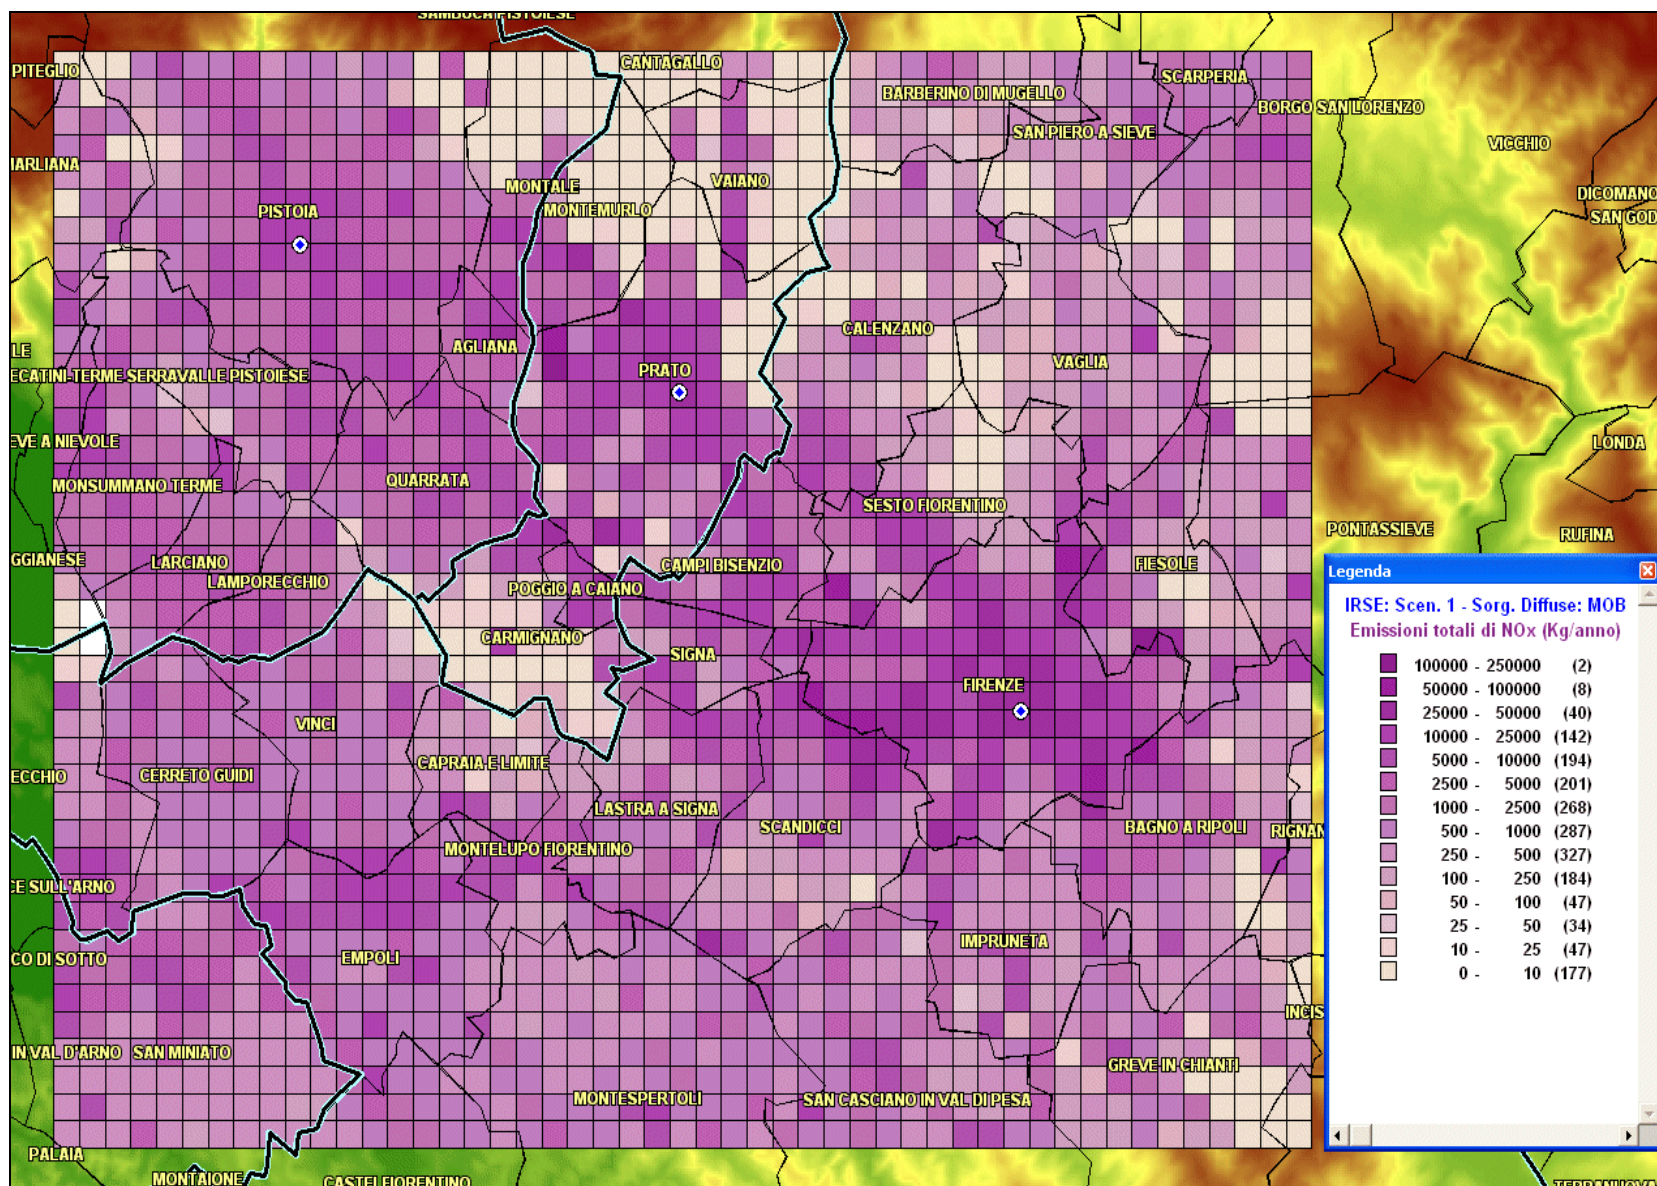 SAMBUCA PISTOIESE
CANTAGALLO
PITEGLIO
SCARPERIA
BARBERINO DI MUGELLO
BORGO SAN LORENZO
SAN PIERO A SIEVE
VICCHIO
MARLIANA
VAIANO
MONTALE
DICOMANO
PISTOIA
MONTEMURLO
SAN GOD
CALENZANO
AGLIANA
LE
VAGLIA
PRATO
ECATINI-TERME SERRAVALLE PISTOIESE
EVE A NIEVOLE
LONDA
QUARRATA
MONSUMMANO TERME
SESTO FIORENTINO
PONTASSIEVE
RUFINA
GGIANESE
LARCIANO
CAMPI BISENZIO
FIESOLE
LAMPORECCHIO
POGGIO A CAIANO
CARMIGNANO
SIGNA
FIRENZE
VINCI
CAPRAIA E LIMITE
ECCHIO
CERRETO GUIDI
LASTRA A SIGNA
SCANDICCI
BAGNO A RIPOLI
RIGNAN
MONTELUPO FIORENTINO
CE SULL'ARNO
IMPRUNETA
CO DI SOTTO
EMPOLI
INCIS
IN VAL D'ARNO
SAN MINIATO
GREVE IN CHIANTI
MONTESPERTOLI
SAN CASCIANO IN VAL DI PESA
PALAIA
MONTAIONE
CASTELFIORENTINO
TERRANUOVA
Legenda
IRSE: Scen. 1 - Sorg. Diffuse: MOB
Emissioni totali di NOx (Kg/anno)
100000 - 250000 (2)
50000 - 100000 (8)
25000 - 50000 (40)
10000 - 25000 (142)
5000 - 10000 (194)
2500 - 5000 (201)
1000 - 2500 (268)
500 - 1000 (287)
250 - 500 (327)
100 - 250 (184)
50 - 100 (47)
25 - 50 (34)
10 - 25 (47)
0 - 10 (177)